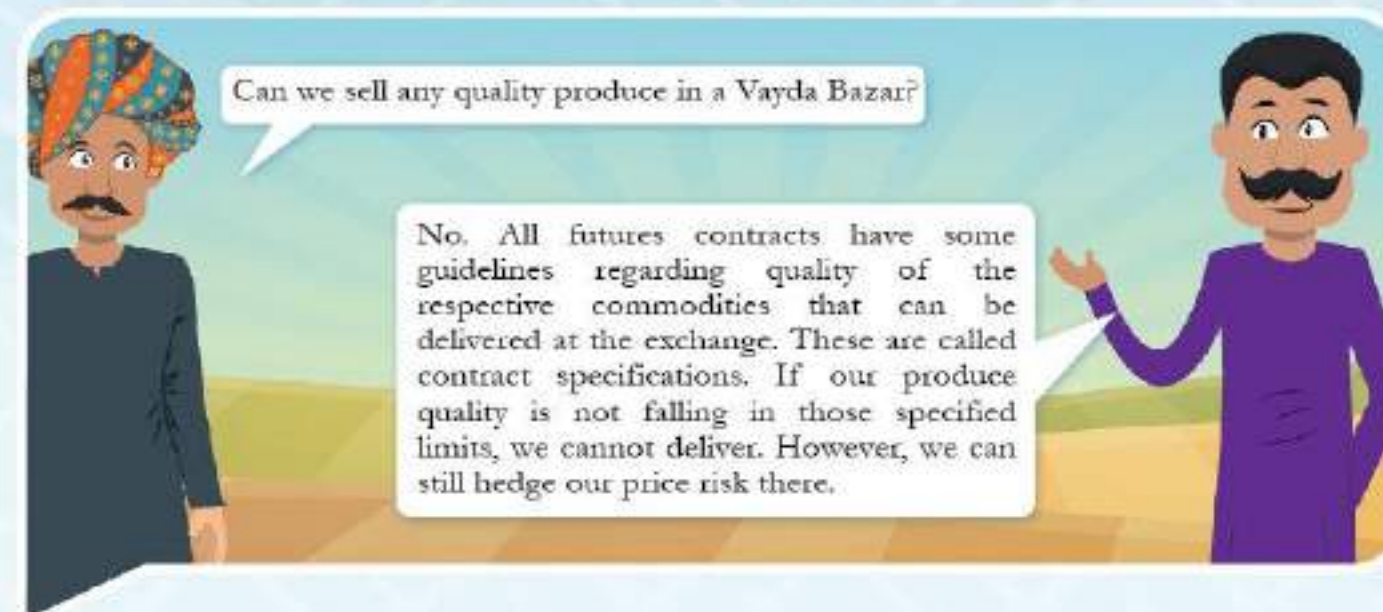 Can we sell any quality produce in a Vayda Bazar?
No. All futures contracts have some
guidelines regarding quality of the
respective commodities that can be
delivered at the exchange. These are called
contract specifications. If our produce
quality is not falling in those specified
limits, we cannot deliver. However, we can
still hedge our price risk there.